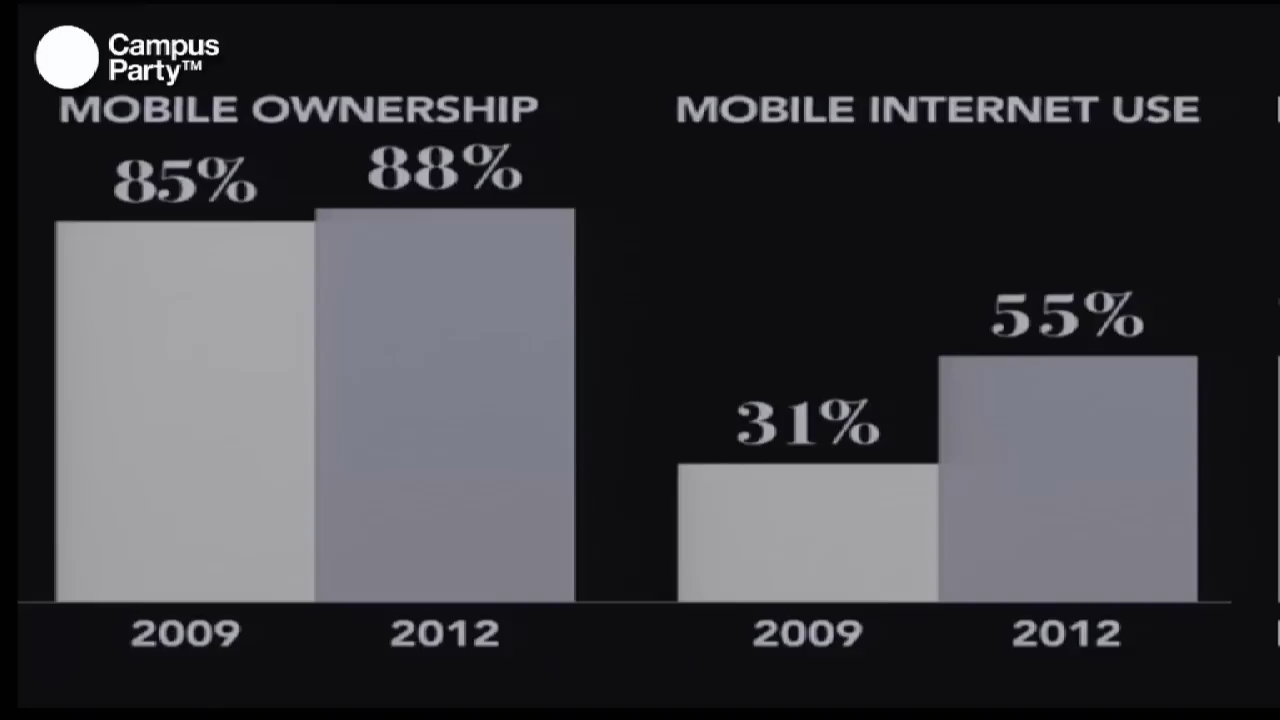 Campus
Party™
MOBILE OWNERSHIP
85%
88%
2009
2012
MOBILE INTERNET USE
31%
55%
2009
2012